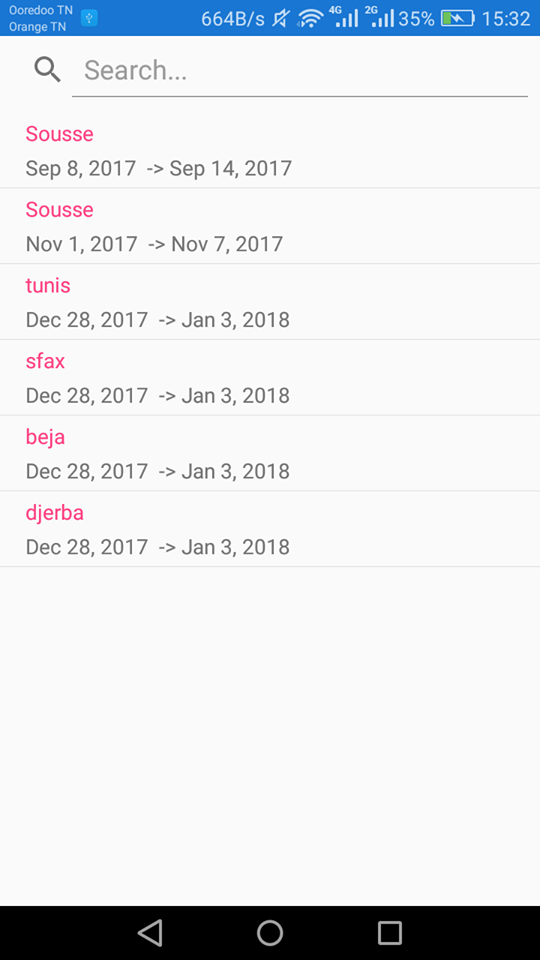 Ooredoo TN
Orange TN
664B/s 4G 2G 35% 15:32
Search...
Sousse
Sep 8, 2017 -> Sep 14, 2017
Sousse
Nov 1, 2017 -> Nov 7, 2017
tunis
Dec 28, 2017 -> Jan 3, 2018
sfax
Dec 28, 2017 -> Jan 3, 2018
beja
Dec 28, 2017 -> Jan 3, 2018
djerba
Dec 28, 2017 -> Jan 3, 2018